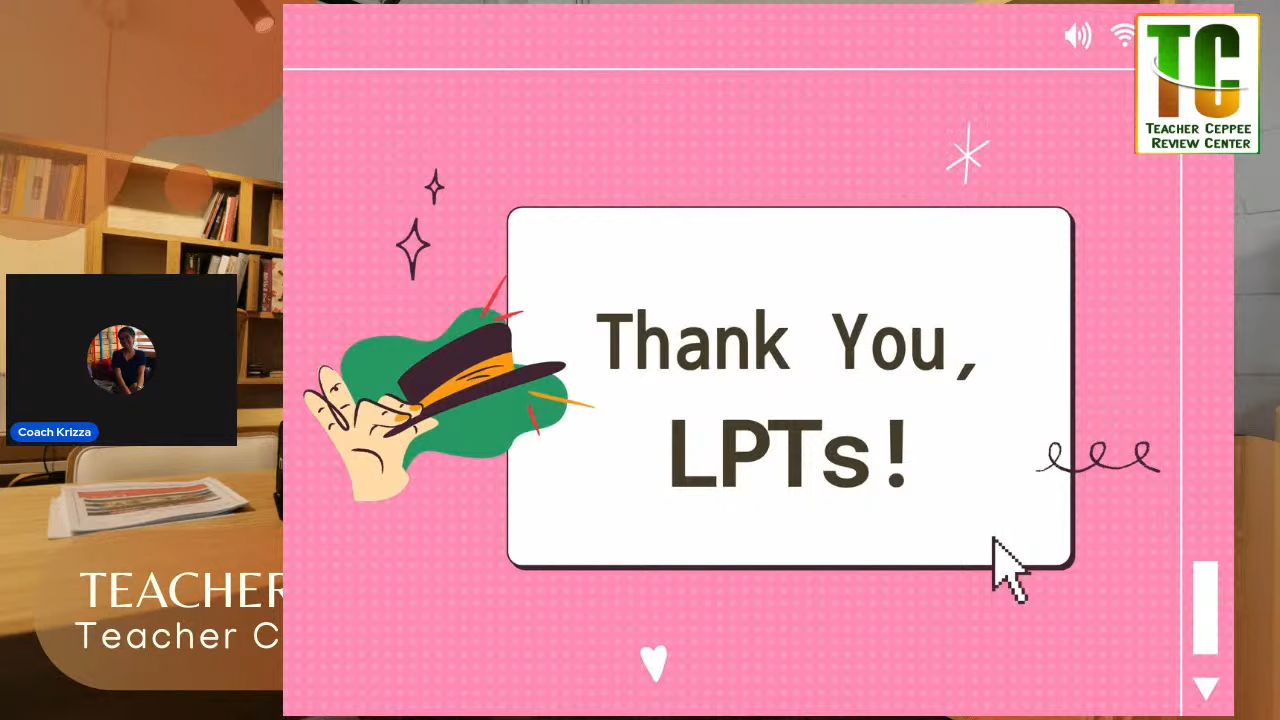 TC
TEACHER CEPPEE
REVIEW CENTER
Thank You,
LPTs!
Coach Krizza
TEACHER
Teacher C